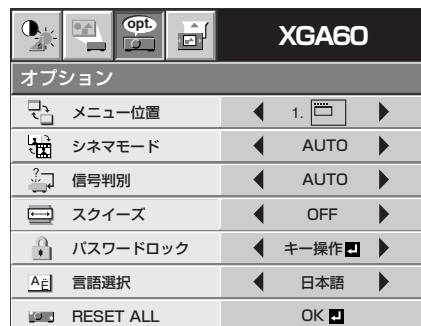 opt.
XGA60
オプション
メニュー位置 1.
シネマモード AUTO
信号判別 AUTO
スクイーズ OFF
パスワードロック キー操作
A あ 言語選択 日本語
RESET ALL OK